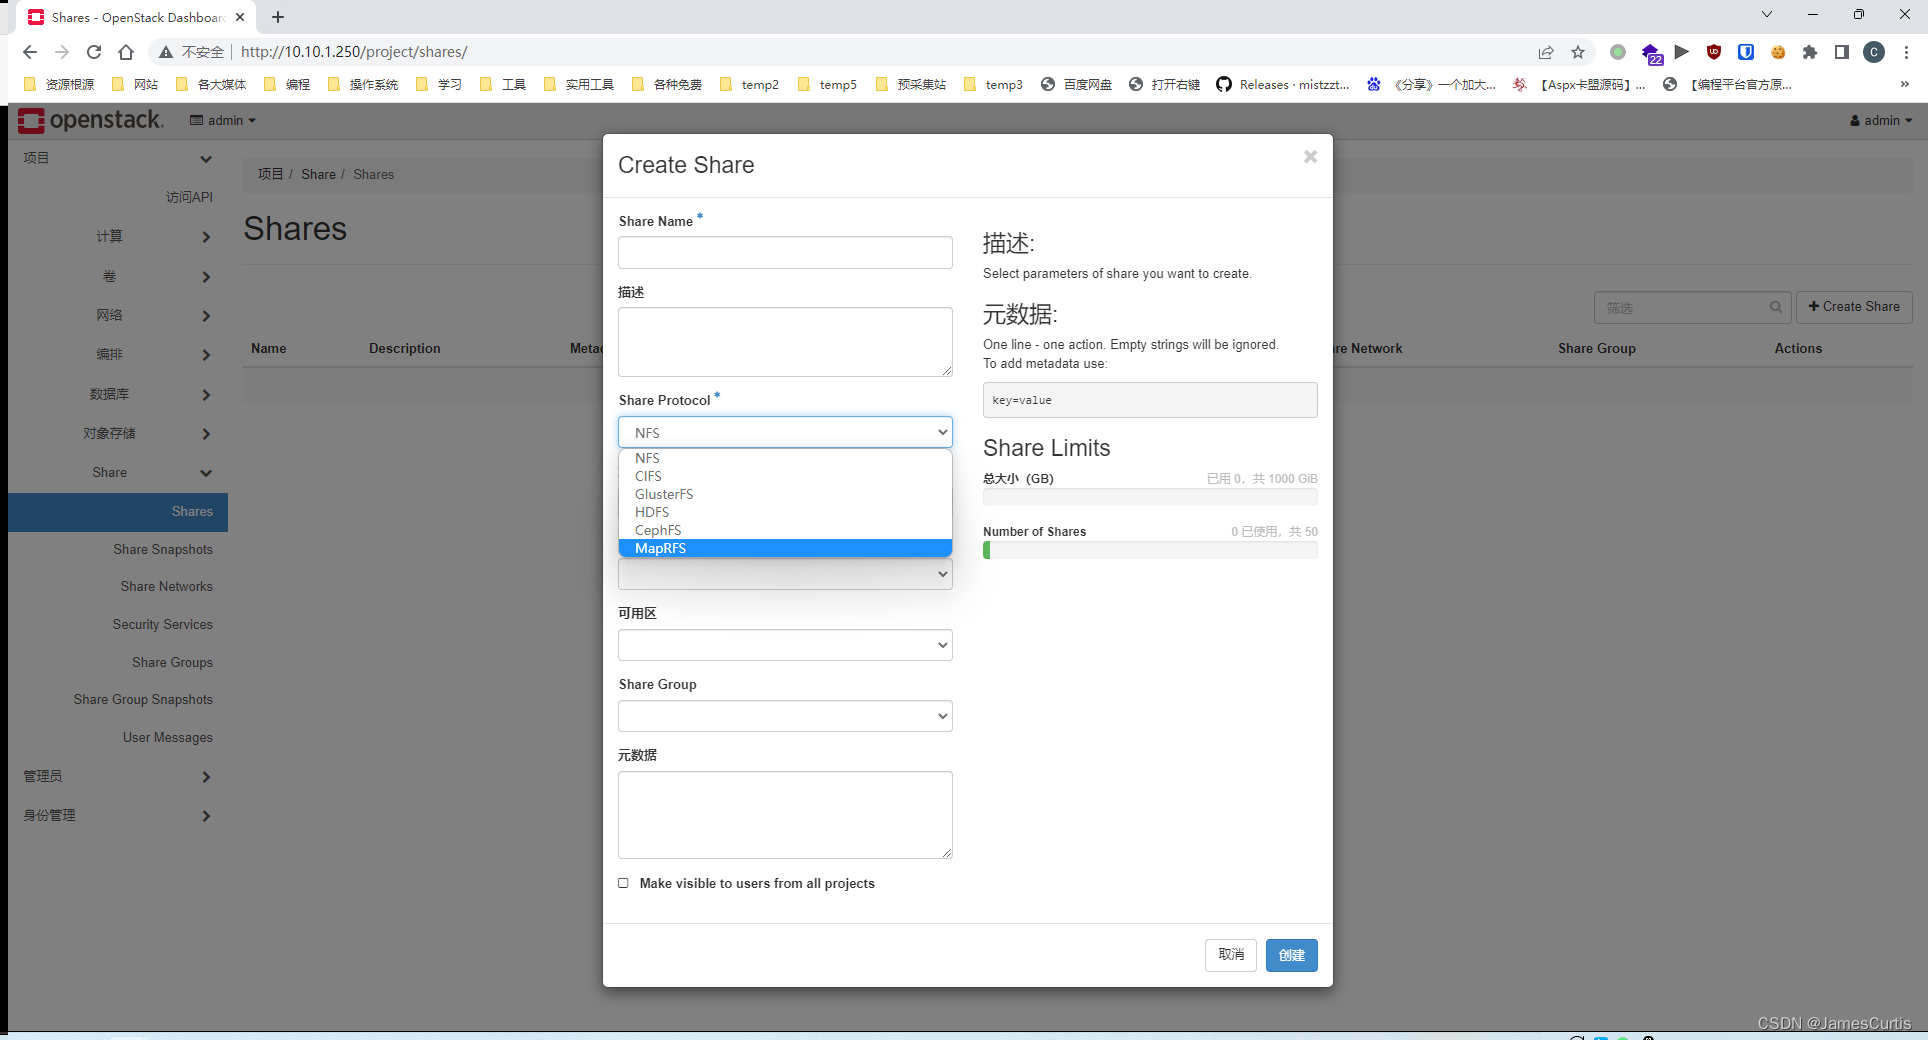 Shares - OpenStack Dashboar
不安全 http://10.10.1.250/project/shares/
22
C
资源根源 网站 各大媒体 编程 操作系统 学习 工具 实用工具 各种免费 temp2 temp5 预采集站 temp3 百度网盘 打开右键 Releases · mistzzt... 《分享》一个加大... 【Aspx卡盟源码】... 【编程平台官方原... »
openstack. admin
admin
项目
访问API
计算
卷
网络
编排
数据库
对象存储
Share
Shares
Share Snapshots
Share Networks
Security Services
Share Groups
Share Group Snapshots
User Messages
管理员
身份管理
项目 / Share / Shares
Shares
筛选
+ Create Share
Name Description Metad re Network Share Group Actions
Create Share ×
Share Name *
描述
Share Protocol *
NFS
NFS
CIFS
GlusterFS
HDFS
CephFS
MapRFS
可用区
Share Group
元数据
Make visible to users from all projects
描述:
Select parameters of share you want to create.
元数据:
One line - one action. Empty strings will be ignored.
To add metadata use:
key=value
Share Limits
总大小（GB） 已用 0，共 1000 GiB
Number of Shares 0 已使用，共 50
取消 创建
CSDN @JamesCurtis